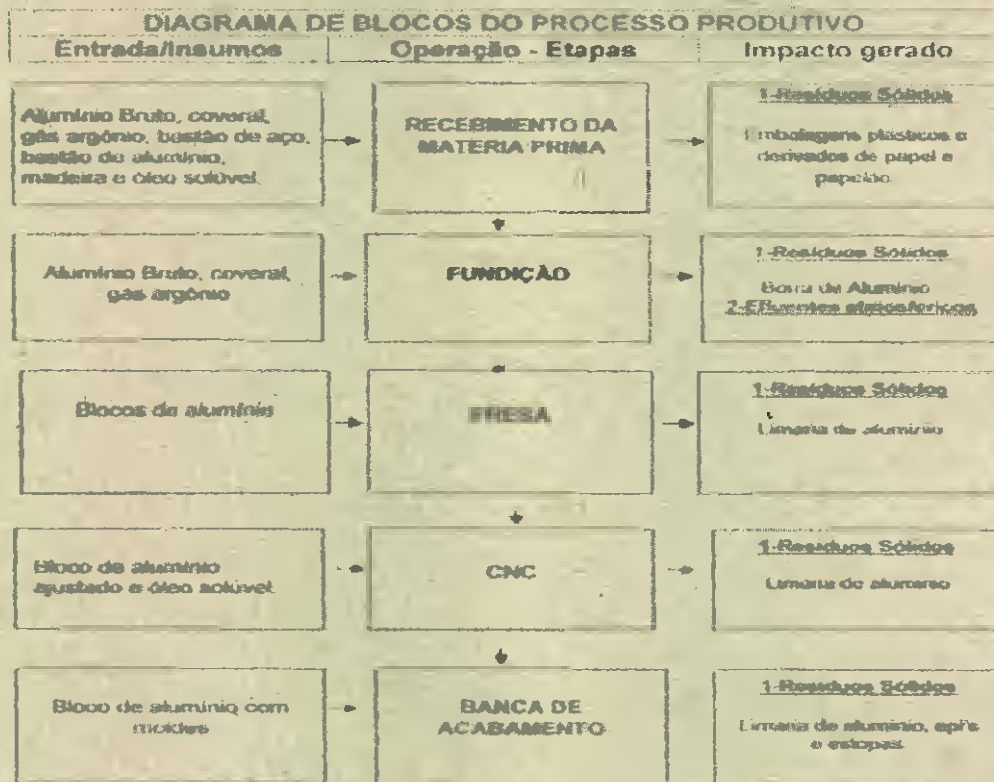 DIAGRAMA DE BLOCOS DO PROCESSO PRODUTIVO
Entrada/Insumos
Operação - Etapas
Impacto gerado
Alumínio Bruto, coveral,
gás argônio, bastão de aço,
bastão de alumínio,
madeira e óleo solúvel.
RECEBIMENTO DA
MATERIA PRIMA
1-Resíduos Sólidos
Embalagens plásticos e
derivados de papel e
papelão
Alumínio Bruto, coveral,
gás argônio
FUNDIÇÃO
1-Resíduos Sólidos
Borra de Alumínio
2-Efluentes atmosféricos
Blocos de alumínio
FRESA
1-Resíduos Sólidos
Limaria de alumínio
Bloco de alumínio
ajustado e óleo solúvel.
CNC
1-Resíduos Sólidos
Limaria de alumínio
Bloco de alumínio com
moldes
BANCA DE
ACABAMENTO
1-Resíduos Sólidos
Limaria de alumínio, epi's
e estopas